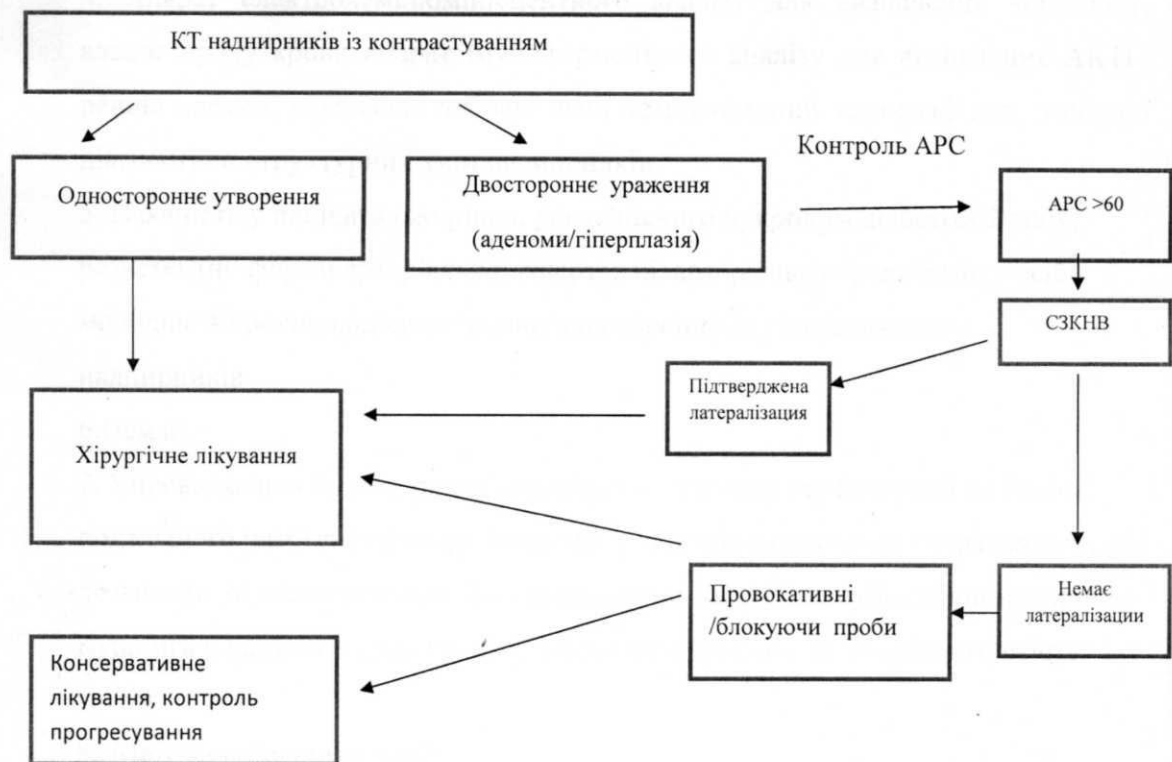 КТ наднирників із контрастуванням
Контроль АРС
Одностороннє утворення
Двостороннє ураження
(аденоми/гіперплазія)
АРС >60
СЗКНВ
Підтверджена
латералізация
Хірургічне лікування
Провокативні
/блокуючи проби
Немає
латералізации
Консервативне
лікування, контроль
прогресування